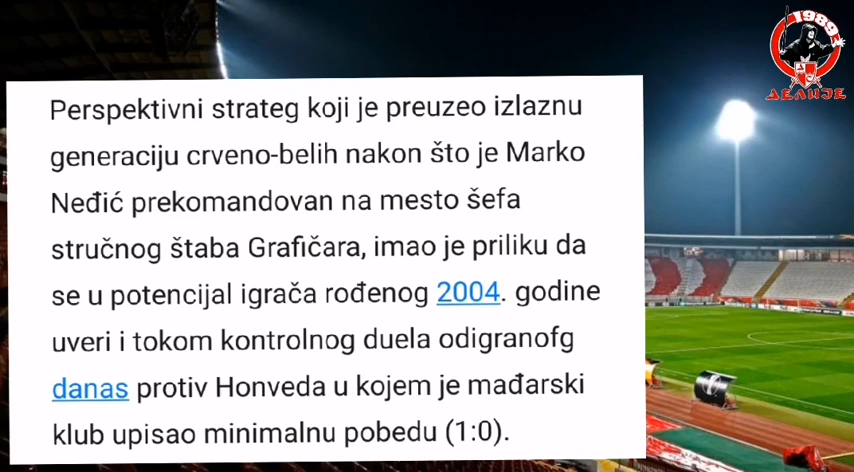 1989
ДЕЛИЈЕ
Perspektivni strateg koji je preuzeo izlaznu
generaciju crveno-belih nakon što je Marko
Neđić prekomandovan na mesto šefa
stručnog štaba Grafičara, imao je priliku da
se u potencijal igrača rođenog 2004. godine
uveri i tokom kontrolnog duela odigranofg
danas protiv Honveda u kojem je mađarski
klub upisao minimalnu pobedu (1:0).